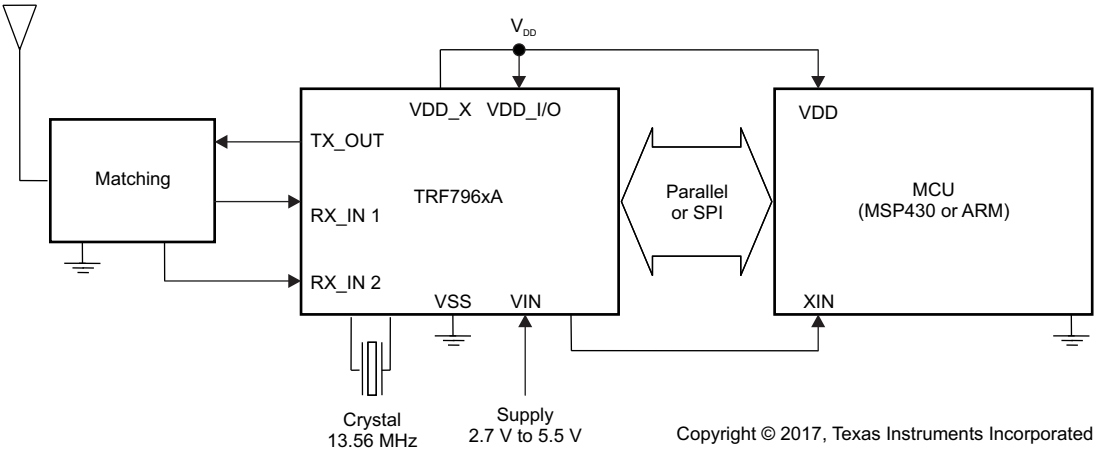 V_DD
VDD_X VDD_I/O
VDD
TX_OUT
Matching
TRF796xA
Parallel
or SPI
MCU
(MSP430 or ARM)
RX_IN 1
RX_IN 2
VSS
VIN
XIN
Crystal
13.56 MHz
Supply
2.7 V to 5.5 V
Copyright © 2017, Texas Instruments Incorporated